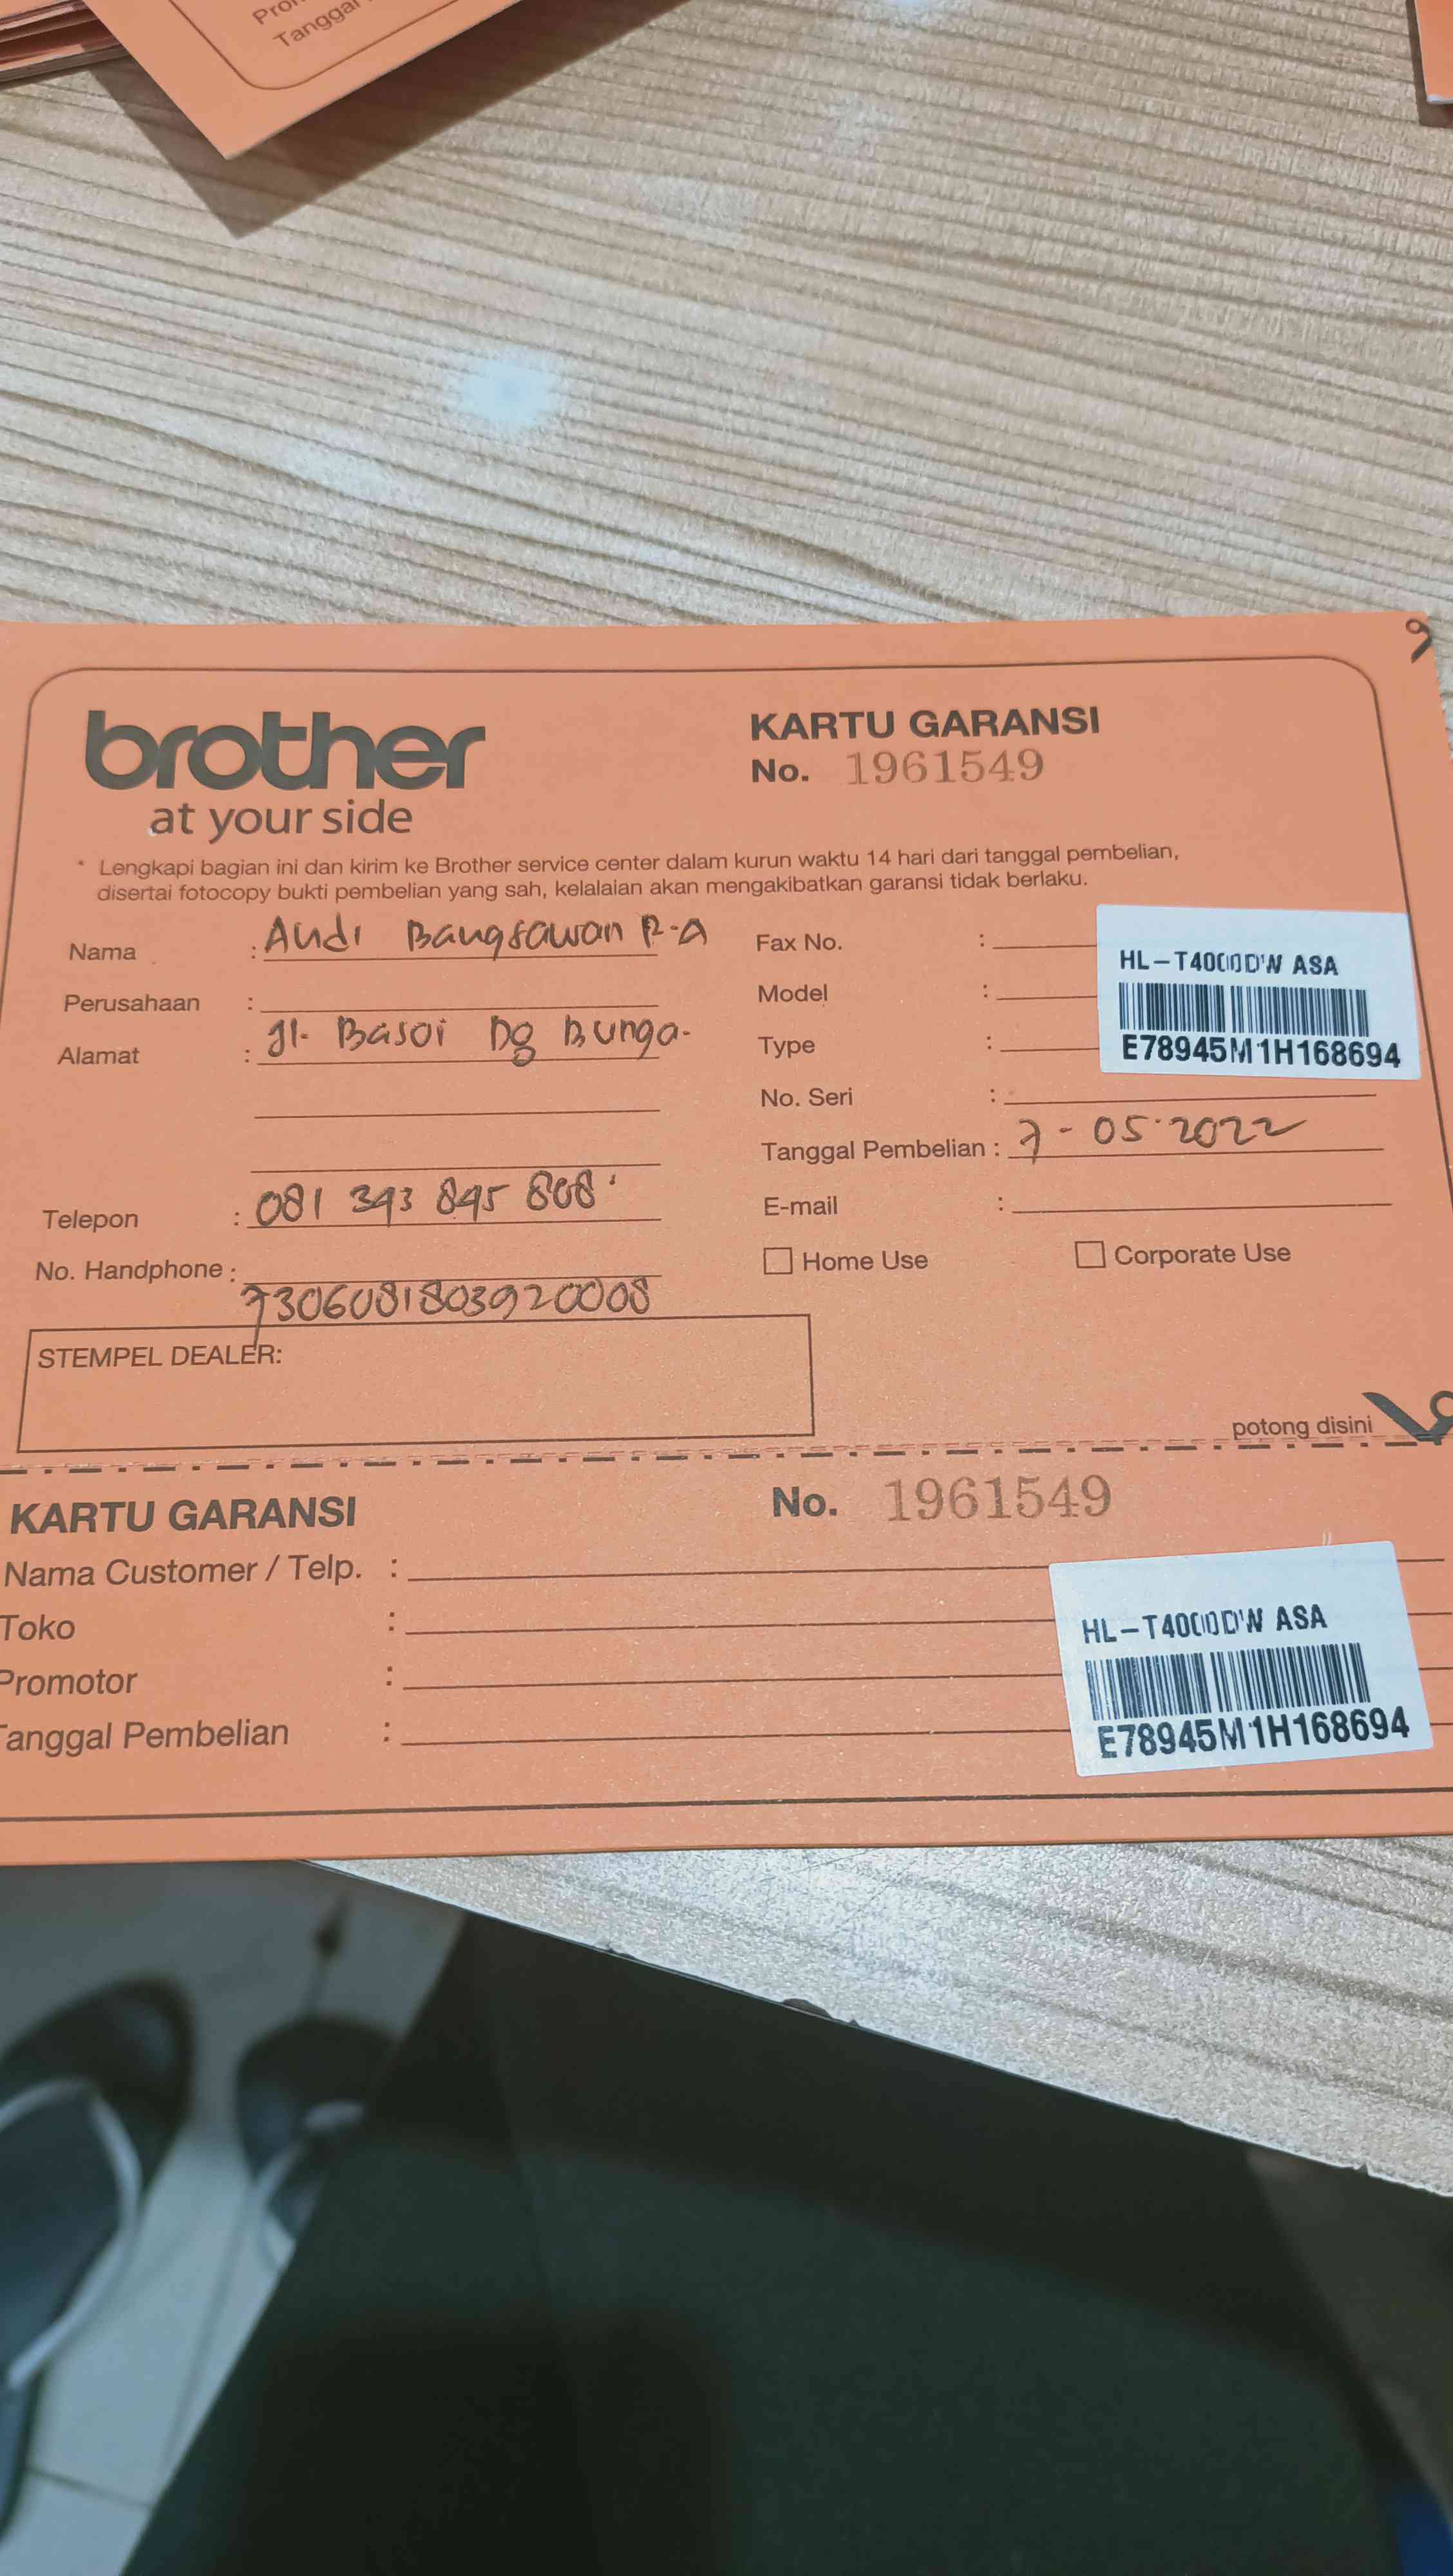 Pro
Tanggal
brother
at your side
KARTU GARANSI
No. 1961549
* Lengkapi bagian ini dan kirim ke Brother service center dalam kurun waktu 14 hari dari tanggal pembelian,
disertai fotocopy bukti pembelian yang sah, kelalaian akan mengakibatkan garansi tidak berlaku.
Nama : Andi Bangsawan P-A
Perusahaan :
Alamat : Jl. Basoi Dg Bunga.
Telepon : 081 343 845 808
No. Handphone :
7306081803920008
Fax No. :
Model :
Type :
No. Seri :
HL-T4000DW ASA
E78945M1H168694
Tanggal Pembelian : 7-05-2022
E-mail :
Home Use
Corporate Use
STEMPEL DEALER:
potong disini
KARTU GARANSI
No. 1961549
Nama Customer / Telp. :
Toko :
Promotor :
Tanggal Pembelian :
HL-T4000DW ASA
E78945M1H168694